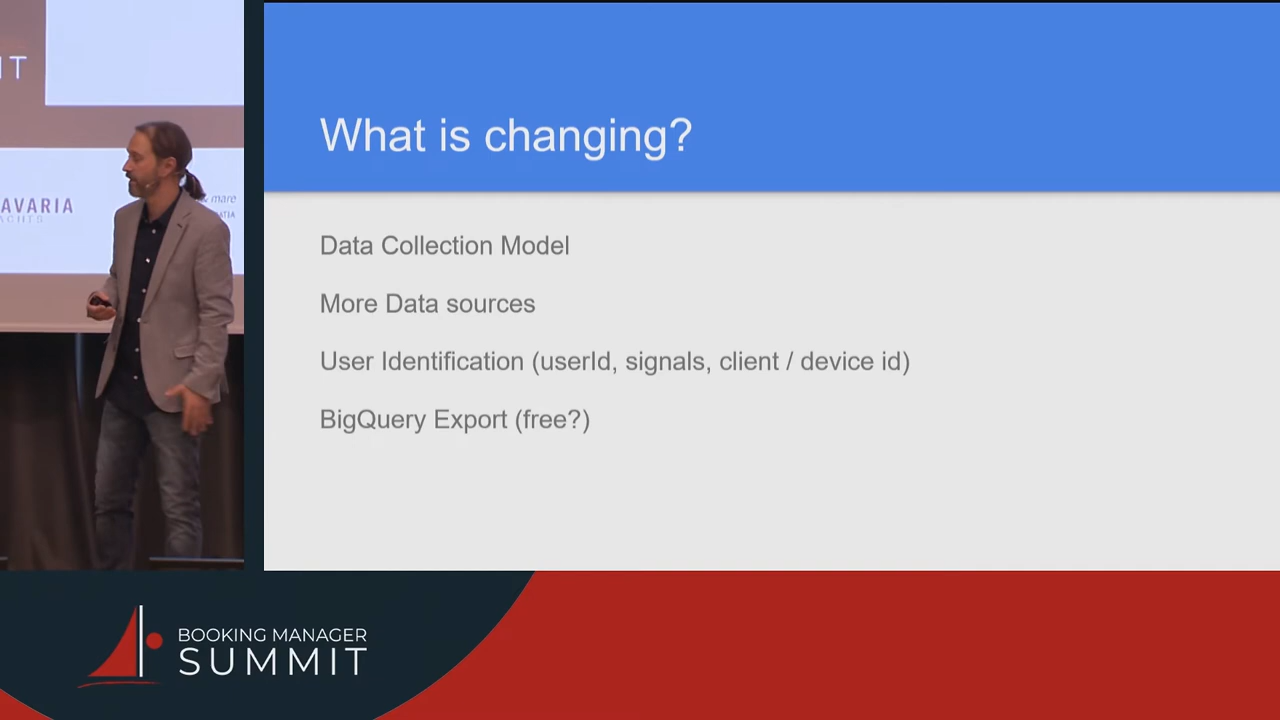 AVARIA
What is changing?
Data Collection Model
More Data sources
User Identification (userId, signals, client / device id)
BigQuery Export (free?)
BOOKING MANAGER
SUMMIT